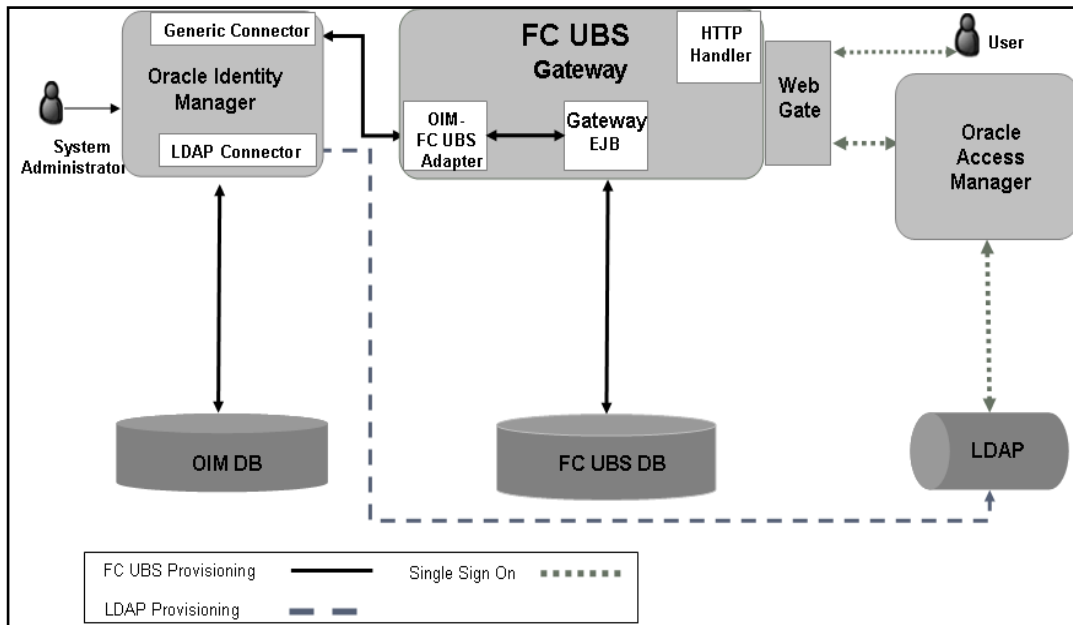 Generic Connector
Oracle Identity
Manager
LDAP Connector
System
Administrator
FC UBS
Gateway
HTTP
Handler
OIM-
FC UBS
Adapter
Gateway
EJB
Web
Gate
User
Oracle
Access
Manager
OIM DB
FC UBS DB
LDAP
FC UBS Provisioning
Single Sign On
LDAP Provisioning